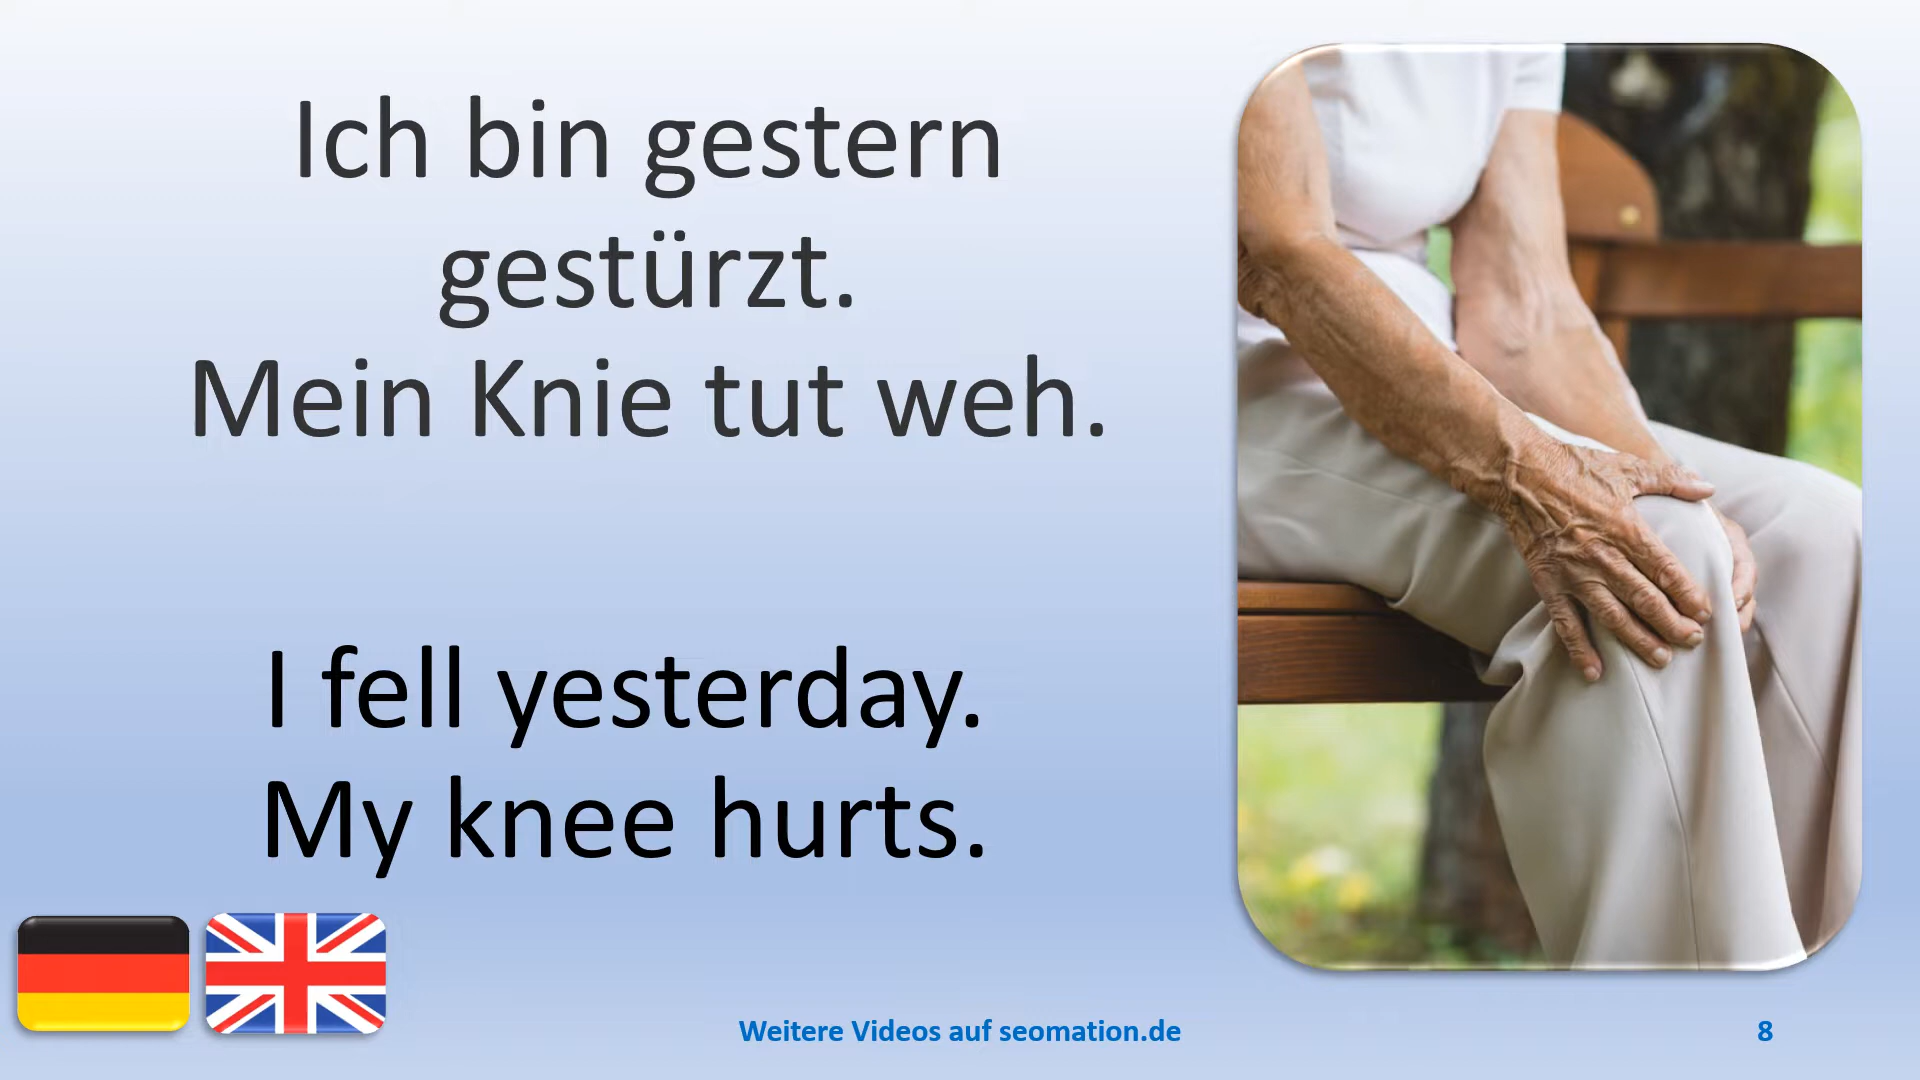 Ich bin gestern
gestürzt.
Mein Knie tut weh.
I fell yesterday.
My knee hurts.
Weitere Videos auf seomation.de
8